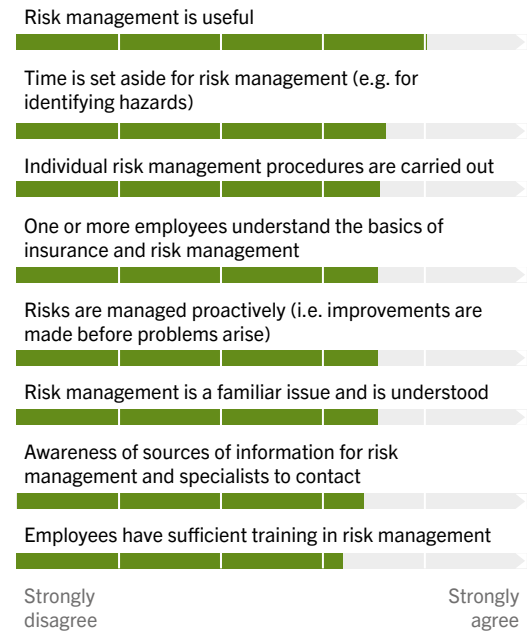 Risk management is useful
Time is set aside for risk management (e.g. for
identifying hazards)
Individual risk management procedures are carried out
One or more employees understand the basics of
insurance and risk management
Risks are managed proactively (i.e. improvements are
made before problems arise)
Risk management is a familiar issue and is understood
Awareness of sources of information for risk
management and specialists to contact
Employees have sufficient training in risk management
Strongly
disagree
Strongly
agree